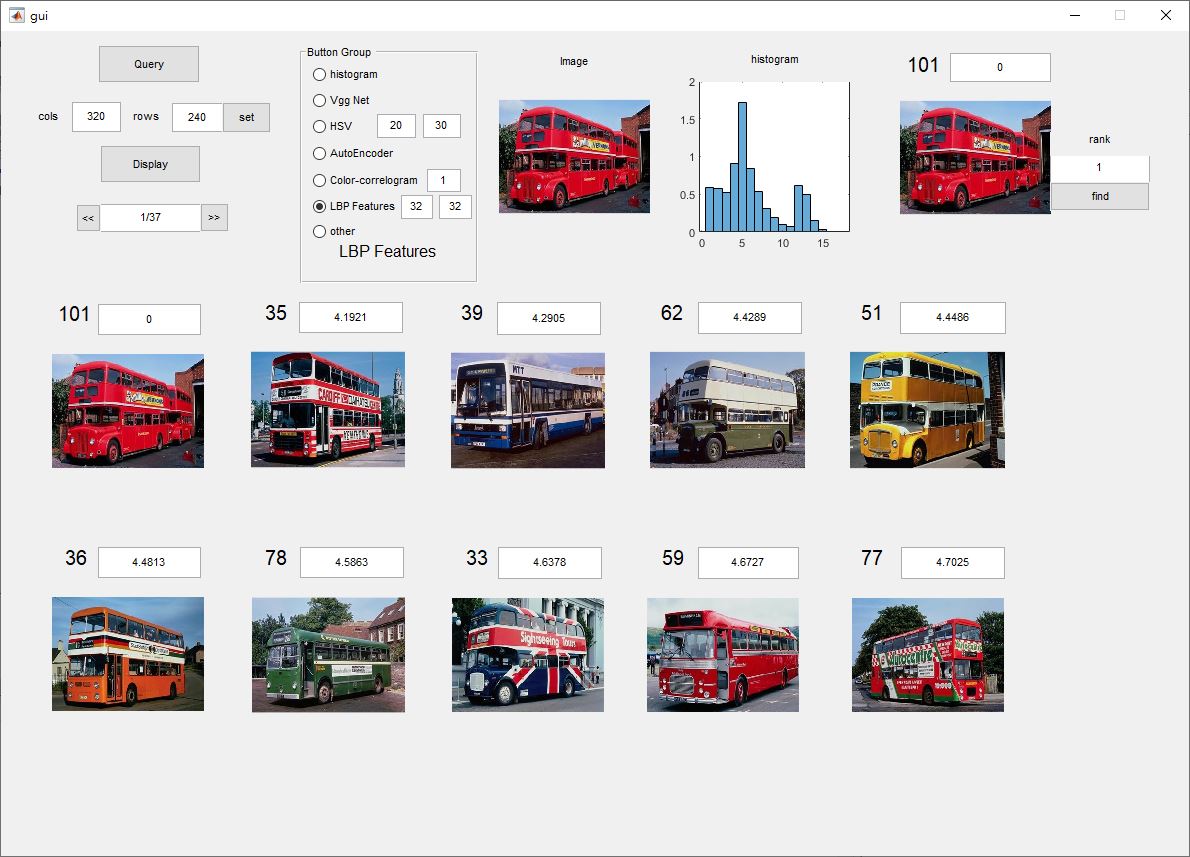 gui
Query
cols 320 rows 240 set
Display
<< 1/37 >>
Button Group
histogram
Vgg Net
HSV 20 30
AutoEncoder
Color-correlogram 1
LBP Features 32 32
other
LBP Features
Image
histogram
2
1.5
1
0.5
0
0 5 10 15
101 0
rank
1
find
101 0
35 4.1921
39 4.2905
62 4.4289
51 4.4486
36 4.4813
78 4.5863
33 4.6378
59 4.6727
77 4.7025
Sightseeing Tours